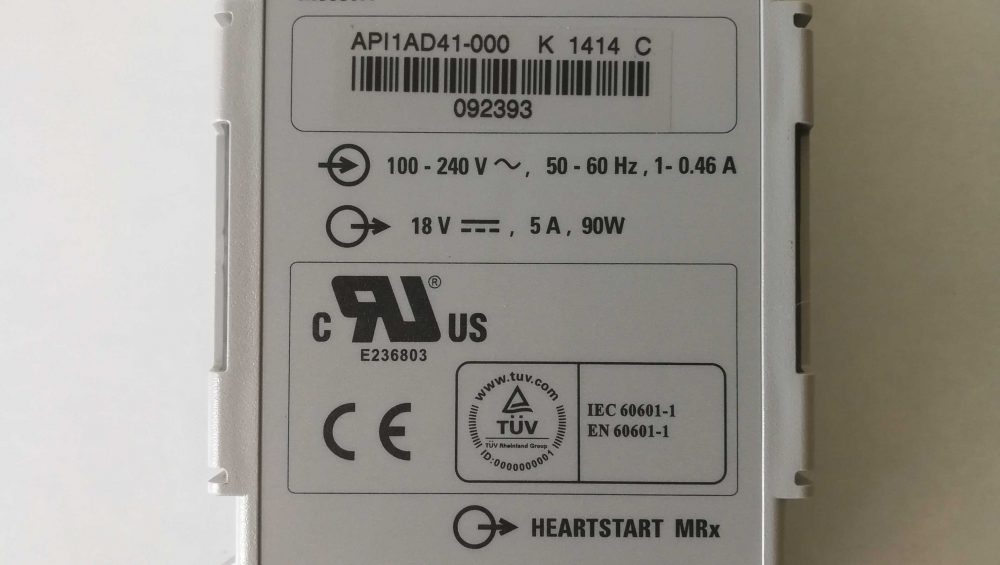 API1AD41-000 K 1414 C
092393
100 - 240 V ~, 50 - 60 Hz , 1- 0.46 A
18 V ⎓, 5 A , 90W
C RU® US
E236803
www.tuv.com
TÜV
TÜV Rheinland Group
ID:0000000001
IEC 60601-1
EN 60601-1
CE
HEARTSTART MRx